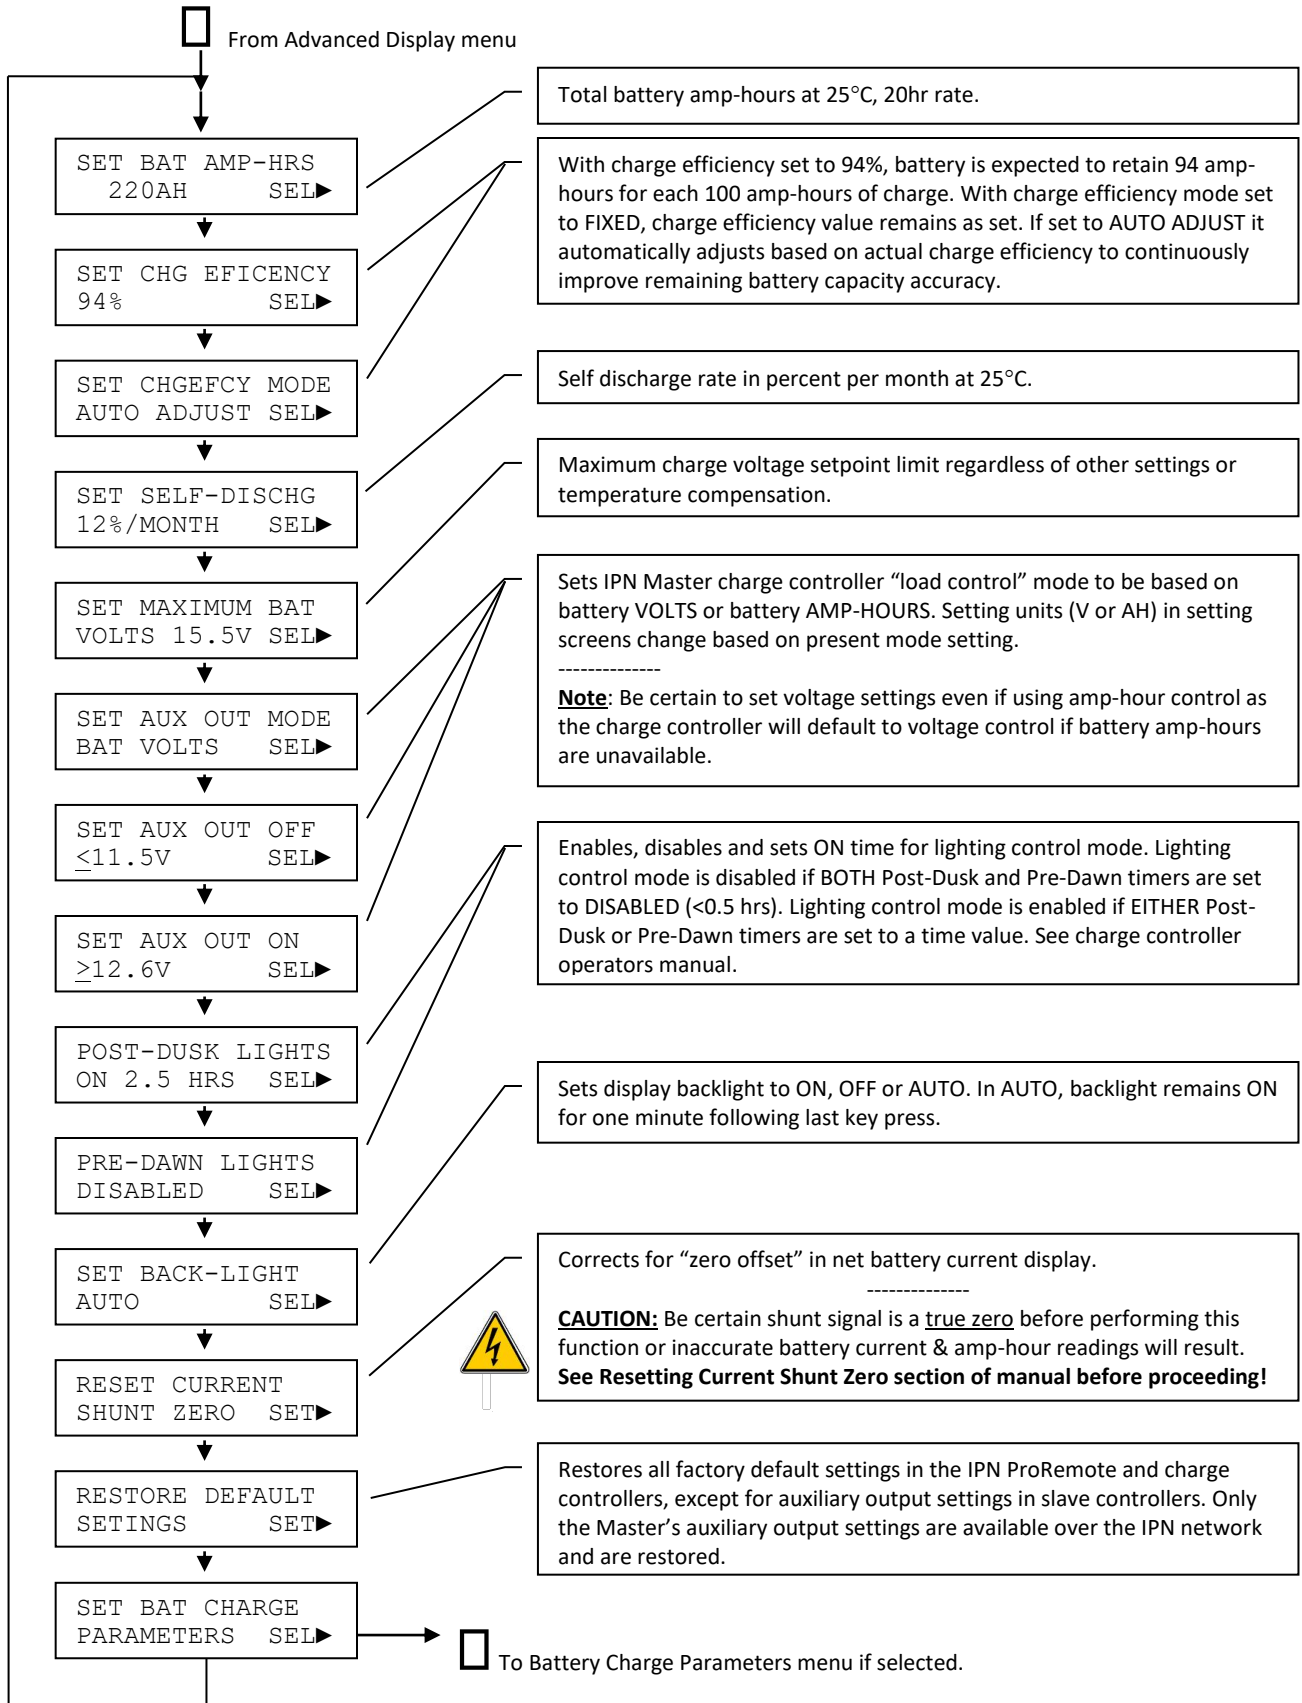 From Advanced Display menu
SET BAT AMP-HRS
220AH SEL►
SET CHG EFICENCY
94% SEL►
SET CHGEFCY MODE
AUTO ADJUST SEL►
SET SELF-DISCHG
12%/MONTH SEL►
SET MAXIMUM BAT
VOLTS 15.5V SEL►
SET AUX OUT MODE
BAT VOLTS SEL►
SET AUX OUT OFF
<11.5V SEL►
SET AUX OUT ON
>12.6V SEL►
POST-DUSK LIGHTS
ON 2.5 HRS SEL►
PRE-DAWN LIGHTS
DISABLED SEL►
SET BACK-LIGHT
AUTO SEL►
RESET CURRENT
SHUNT ZERO SET►
RESTORE DEFAULT
SETINGS SET►
SET BAT CHARGE
PARAMETERS SEL►
Total battery amp-hours at 25°C, 20hr rate.
With charge efficiency set to 94%, battery is expected to retain 94 amp-
hours for each 100 amp-hours of charge. With charge efficiency mode set
to FIXED, charge efficiency value remains as set. If set to AUTO ADJUST it
automatically adjusts based on actual charge efficiency to continuously
improve remaining battery capacity accuracy.
Self discharge rate in percent per month at 25°C.
Maximum charge voltage setpoint limit regardless of other settings or
temperature compensation.
Sets IPN Master charge controller “load control” mode to be based on
battery VOLTS or battery AMP-HOURS. Setting units (V or AH) in setting
screens change based on present mode setting.
--------------
Note: Be certain to set voltage settings even if using amp-hour control as
the charge controller will default to voltage control if battery amp-hours
are unavailable.
Enables, disables and sets ON time for lighting control mode. Lighting
control mode is disabled if BOTH Post-Dusk and Pre-Dawn timers are set
to DISABLED (<0.5 hrs). Lighting control mode is enabled if EITHER Post-
Dusk or Pre-Dawn timers are set to a time value. See charge controller
operators manual.
Sets display backlight to ON, OFF or AUTO. In AUTO, backlight remains ON
for one minute following last key press.
Corrects for “zero offset” in net battery current display.
--------------
CAUTION: Be certain shunt signal is a true zero before performing this
function or inaccurate battery current & amp-hour readings will result.
See Resetting Current Shunt Zero section of manual before proceeding!
Restores all factory default settings in the IPN ProRemote and charge
controllers, except for auxiliary output settings in slave controllers. Only
the Master’s auxiliary output settings are available over the IPN network
and are restored.
To Battery Charge Parameters menu if selected.